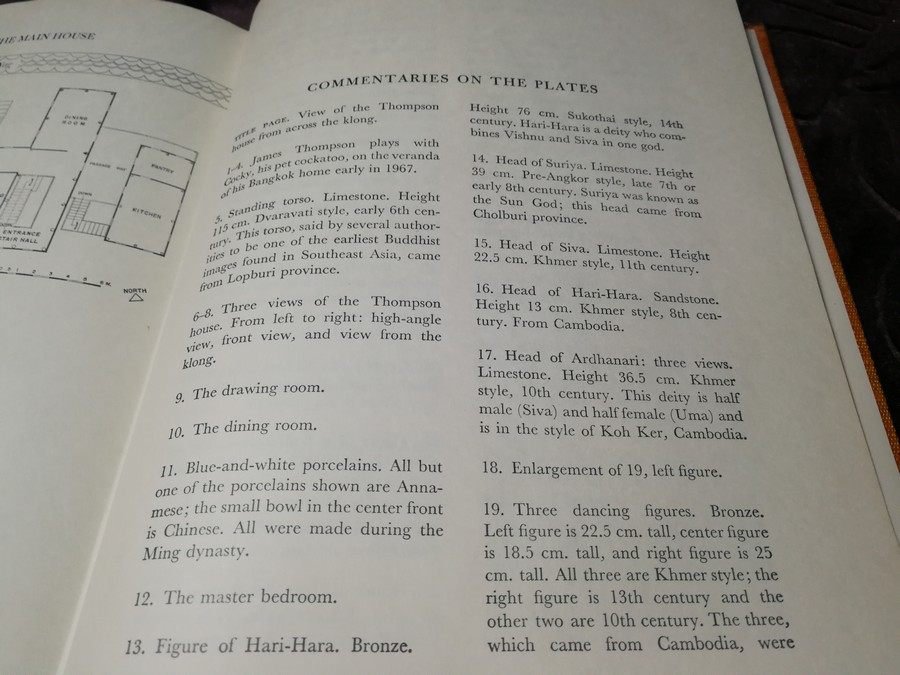 HE MAIN HOUSE
DINING
ROOM
PASSAGE
PANTRY
DOWN
KITCHEN
ENTRANCE
STAIR HALL
1 2 3 4 5 6 M.
NORTH
COMMENTARIES ON THE PLATES
TITLE PAGE. View of the Thompson
house from across the klong.
1–4. James Thompson plays with
Cocky, his pet cockatoo, on the veranda
of his Bangkok home early in 1967.
5. Standing torso. Limestone. Height
115 cm. Dvaravati style, early 6th cen-
tury. This torso, said by several author-
ities to be one of the earliest Buddhist
images found in Southeast Asia, came
from Lopburi province.
6–8. Three views of the Thompson
house. From left to right: high-angle
view, front view, and view from the
klong.
9. The drawing room.
10. The dining room.
11. Blue-and-white porcelains. All but
one of the porcelains shown are Anna-
mese; the small bowl in the center front
is Chinese. All were made during the
Ming dynasty.
12. The master bedroom.
13. Figure of Hari-Hara. Bronze.
Height 76 cm. Sukothai style, 14th
century. Hari-Hara is a deity who com-
bines Vishnu and Siva in one god.
14. Head of Suriya. Limestone. Height
39 cm. Pre-Angkor style, late 7th or
early 8th century. Suriya was known as
the Sun God; this head came from
Cholburi province.
15. Head of Siva. Limestone. Height
22.5 cm. Khmer style, 11th century.
16. Head of Hari-Hara. Sandstone.
Height 13 cm. Khmer style, 8th cen-
tury. From Cambodia.
17. Head of Ardhanari: three views.
Limestone. Height 36.5 cm. Khmer
style, 10th century. This deity is half
male (Siva) and half female (Uma) and
is in the style of Koh Ker, Cambodia.
18. Enlargement of 19, left figure.
19. Three dancing figures. Bronze.
Left figure is 22.5 cm. tall, center figure
is 18.5 cm. tall, and right figure is 25
cm. tall. All three are Khmer style; the
right figure is 13th century and the
other two are 10th century. The three,
which came from Cambodia, were